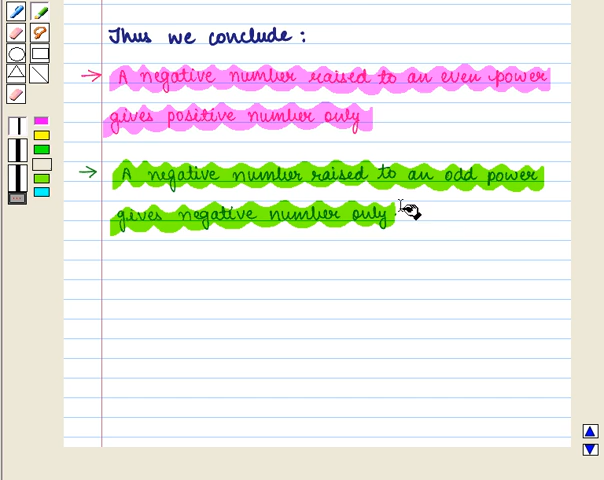 Thus we conclude :
→ A negative number raised to an even power
gives positive number only
→ A negative number raised to an odd power
gives negative number only.